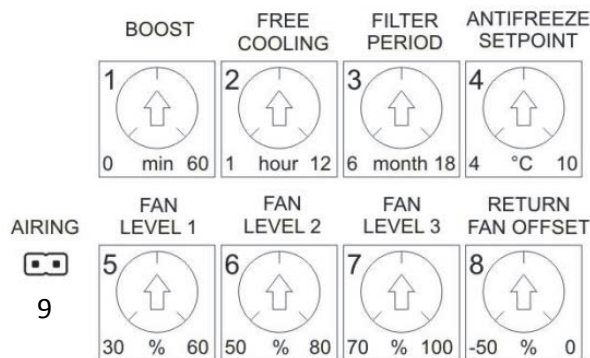 BOOST FREE COOLING FILTER PERIOD ANTIFREEZE SETPOINT
1 2 3 4
0 min 60 1 hour 12 6 month 18 4 °C 10
AIRING FAN LEVEL 1 FAN LEVEL 2 FAN LEVEL 3 RETURN FAN OFFSET
5 6 7 8
9
30 % 60 50 % 80 70 % 100 -50 % 0